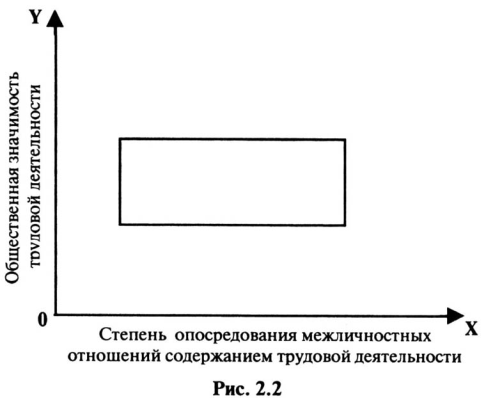 Y
Общественная значимость
трудовой деятельности
0
X
Степень опосредования межличностных
отношений содержанием трудовой деятельности
Рис. 2.2